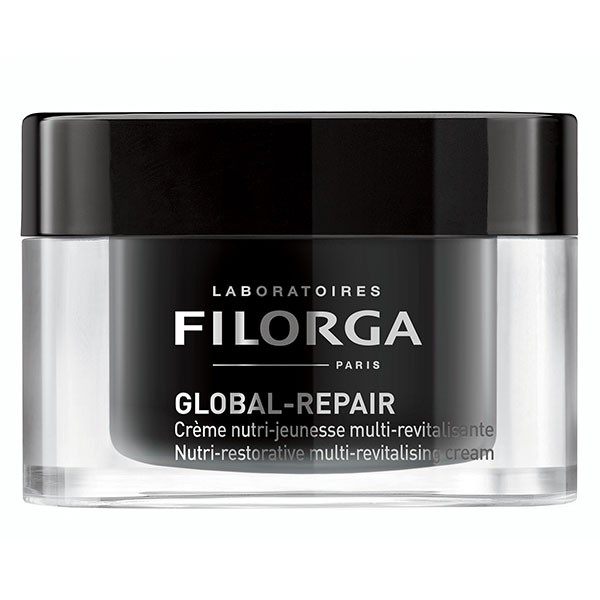 LABORATOIRES
FILORGA
PARIS
GLOBAL-REPAIR
Crème nutri-jeunesse multi-revitalisante
Nutri-restorative multi-revitalising cream